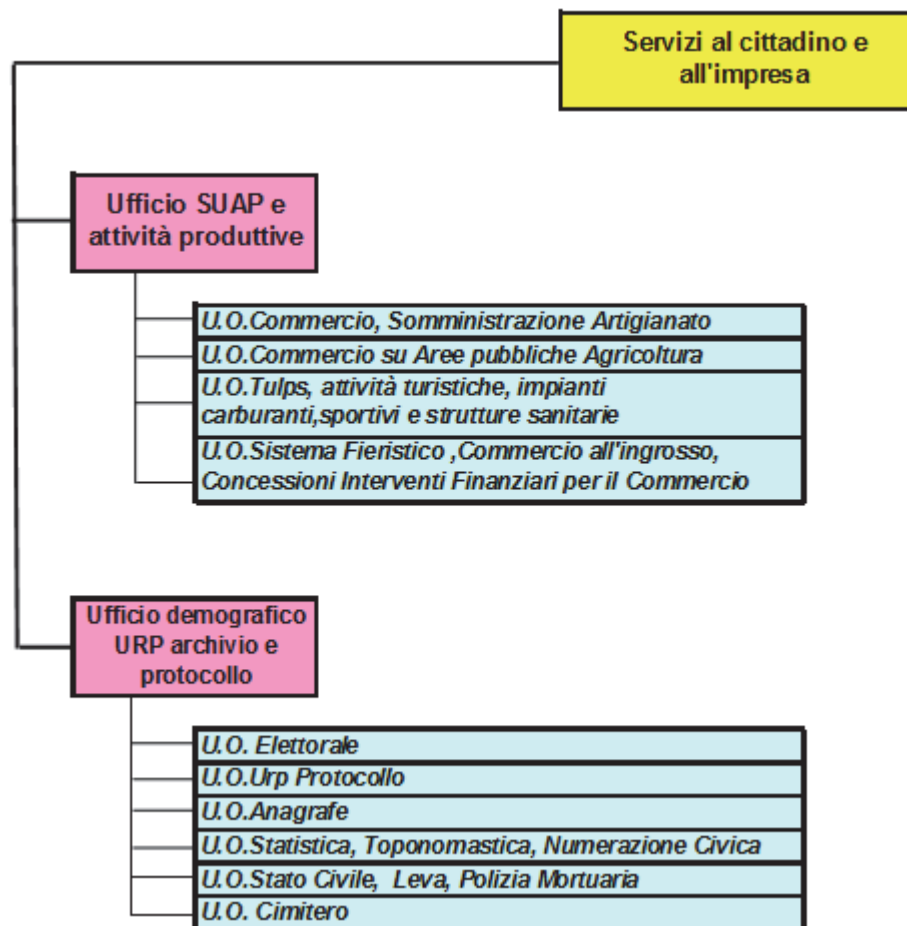 Servizi al cittadino e
all'impresa
Ufficio SUAP e
attività produttive
U.O.Commercio, Somministrazione Artigianato
U.O.Commercio su Aree pubbliche Agricoltura
U.O.Tulps, attività turistiche, impianti
carburanti,sportivi e strutture sanitarie
U.O.Sistema Fieristico ,Commercio all'ingrosso,
Concessioni Interventi Finanziari per il Commercio
Ufficio demografico
URP archivio e
protocollo
U.O. Elettorale
U.O.Urp Protocollo
U.O.Anagrafe
U.O.Statistica, Toponomastica, Numerazione Civica
U.O.Stato Civile, Leva, Polizia Mortuaria
U.O. Cimitero